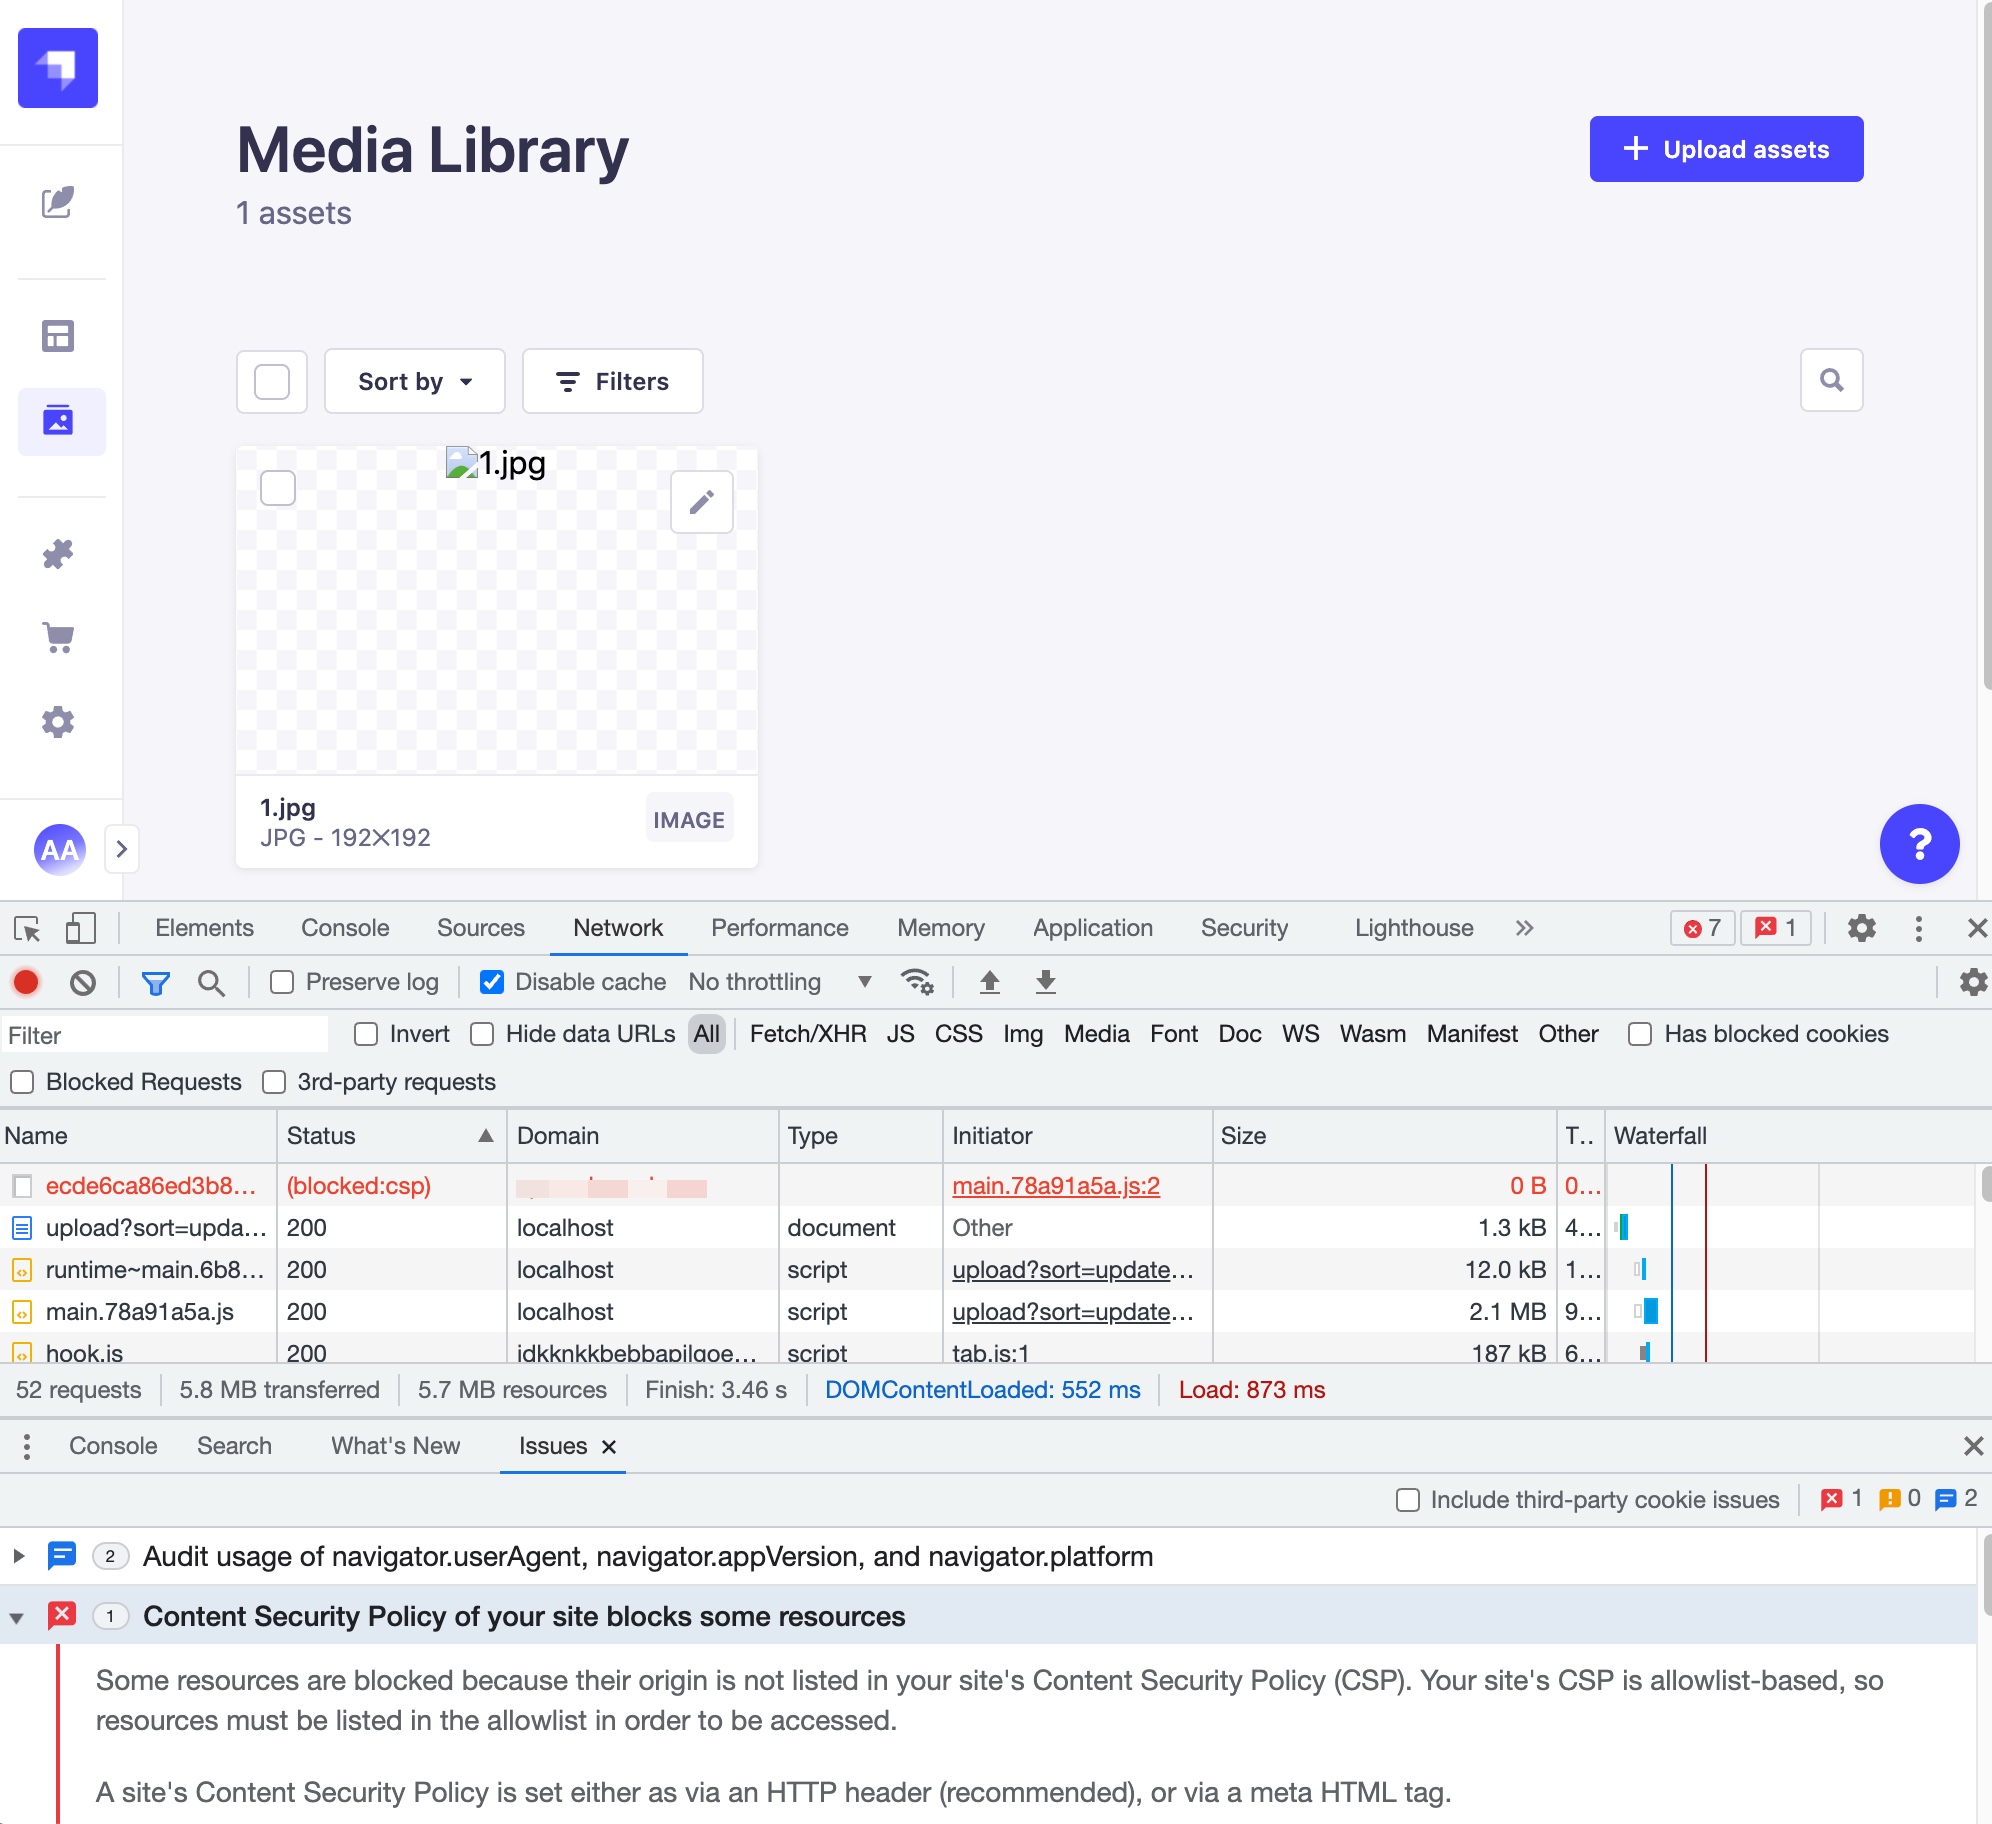 Media Library
1 assets
Upload assets
Sort by
Filters
1.jpg
1.jpg
JPG - 192✕192
IMAGE
AA
?
Elements Console Sources Network Performance Memory Application Security Lighthouse 7 1
Preserve log Disable cache No throttling
Filter Invert Hide data URLs All Fetch/XHR JS CSS Img Media Font Doc WS Wasm Manifest Other Has blocked cookies
Blocked Requests 3rd-party requests
Name Status Domain Type Initiator Size T.. Waterfall
ecde6ca86ed3b8... (blocked:csp) main.78a91a5a.js:2 0 B 0...
upload?sort=upda... 200 localhost document Other 1.3 kB 4...
runtime~main.6b8... 200 localhost script upload?sort=update... 12.0 kB 1...
main.78a91a5a.js 200 localhost script upload?sort=update... 2.1 MB 9...
hook.js 200 script tab.js:1 187 kB 6...
52 requests 5.8 MB transferred 5.7 MB resources Finish: 3.46 s DOMContentLoaded: 552 ms Load: 873 ms
Console Search What's New Issues
Include third-party cookie issues 1 0 2
2 Audit usage of navigator.userAgent, navigator.appVersion, and navigator.platform
1 Content Security Policy of your site blocks some resources
Some resources are blocked because their origin is not listed in your site's Content Security Policy (CSP). Your site's CSP is allowlist-based, so
resources must be listed in the allowlist in order to be accessed.
A site's Content Security Policy is set either as via an HTTP header (recommended), or via a meta HTML tag.